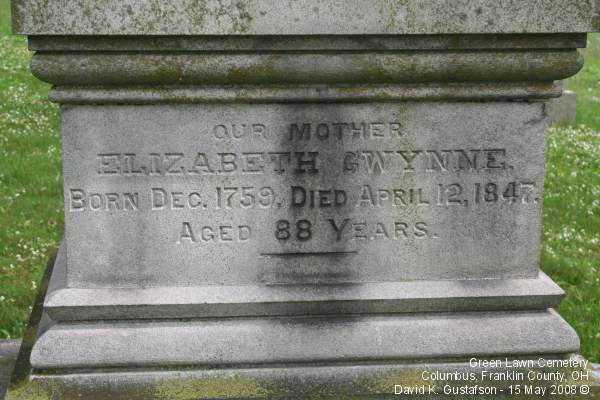 OUR MOTHER
ELIZABETH GWYNNE.
BORN DEC. 1759. DIED APRIL 12, 1847.
AGED 88 YEARS.
Green Lawn Cemetery
Columbus, Franklin County, OH
David K. Gustafson - 15 May 2008 ©